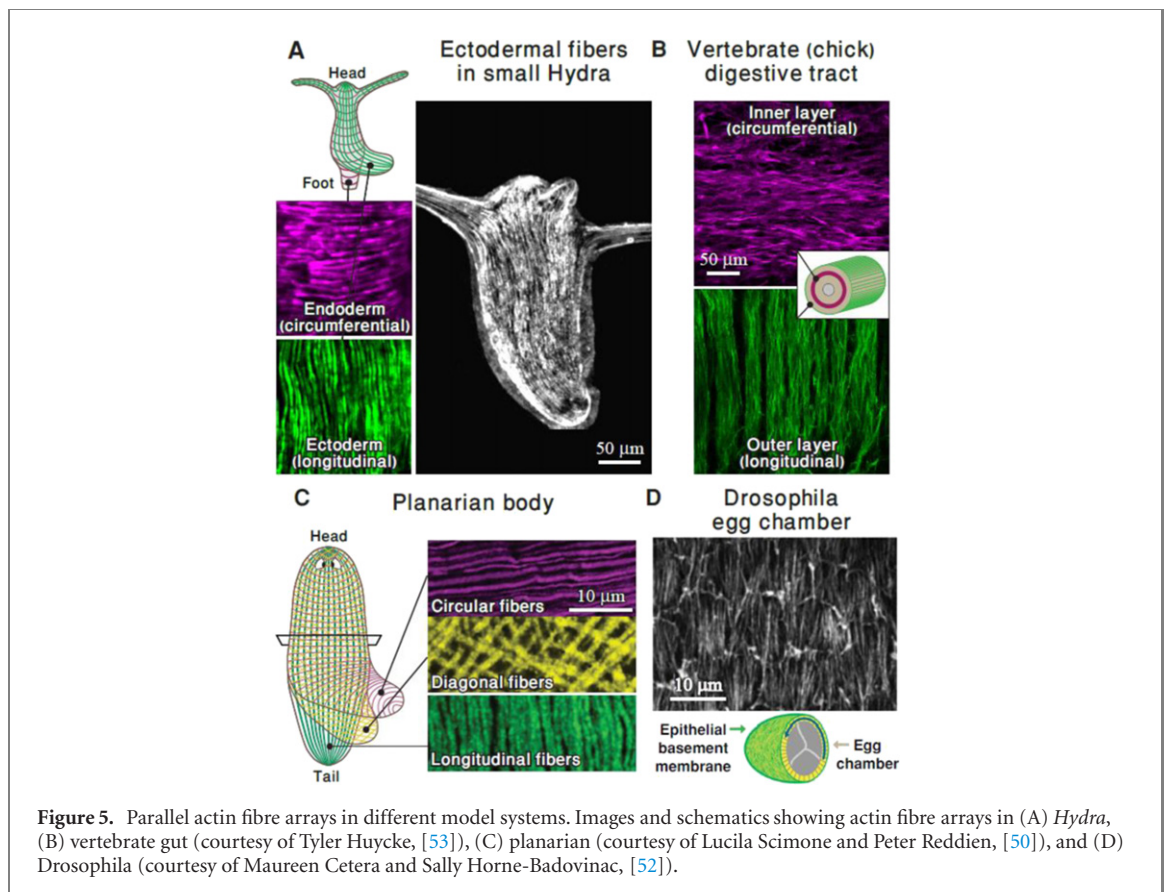 A
Ectodermal fibers
in small Hydra
Head
Foot
Endoderm
(circumferential)
Ectoderm
(longitudinal)
50 µm
B
Vertebrate (chick)
digestive tract
Inner layer
(circumferential)
50 µm
Outer layer
(longitudinal)
C
Planarian body
Head
Tail
Circular fibers
10 µm
Diagonal fibers
Longitudinal fibers
D
Drosophila
egg chamber
10 µm
Epithelial
basement
membrane
Egg
chamber
Figure 5. Parallel actin fibre arrays in different model systems. Images and schematics showing actin fibre arrays in (A) Hydra,
(B) vertebrate gut (courtesy of Tyler Huycke, [53]), (C) planarian (courtesy of Lucila Scimone and Peter Reddien, [50]), and (D)
Drosophila (courtesy of Maureen Cetera and Sally Horne-Badovinac, [52]).